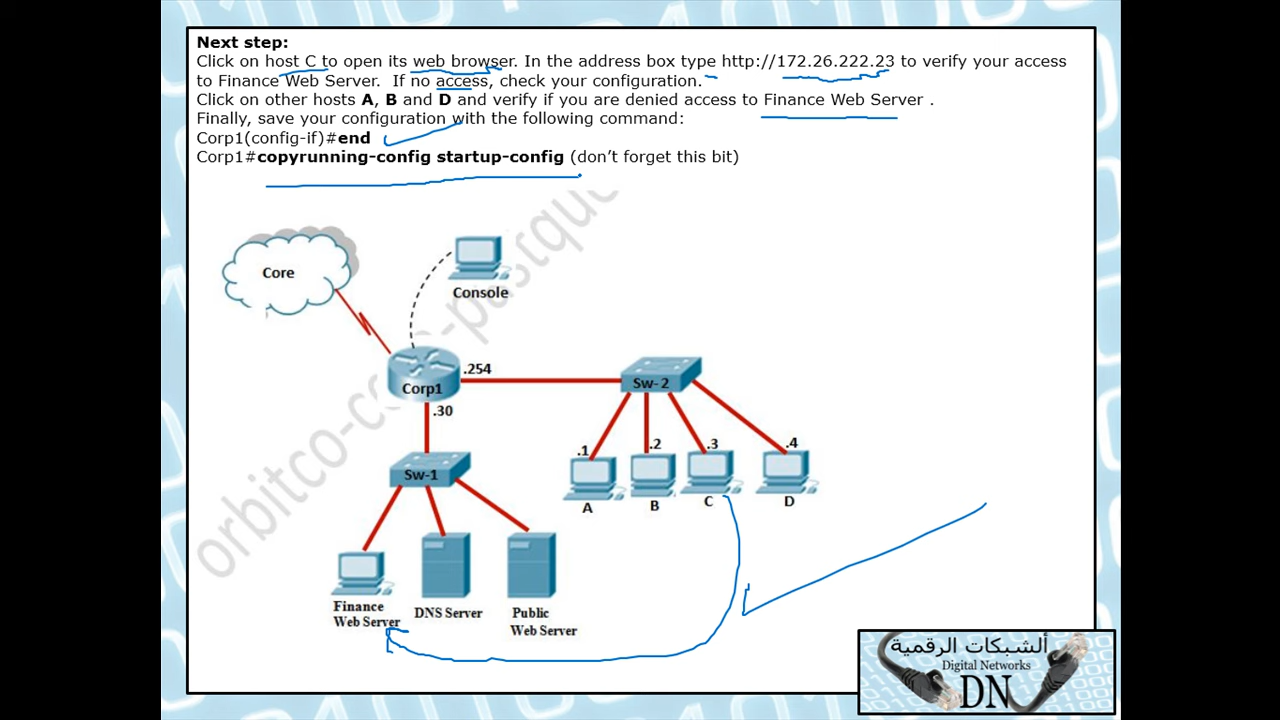 Next step:
Click on host C to open its web browser. In the address box type http://172.26.222.23 to verify your access
to Finance Web Server. If no access, check your configuration.
Click on other hosts A, B and D and verify if you are denied access to Finance Web Server .
Finally, save your configuration with the following command:
Corp1(config-if)#end
Corp1#copyrunning-config startup-config (don't forget this bit)
Core
Console
Corp1
.254
.30
Sw-2
.1
.2
.3
.4
A
B
C
D
Sw-1
Finance
Web Server
DNS Server
Public
Web Server
ألشبكات الرقمية
Digital Networks
DN